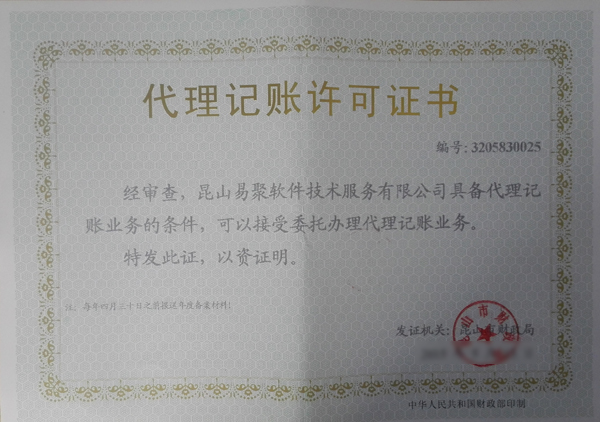 代理记账许可证书
编号: 3205830025
经审查，昆山易聚软件技术服务有限公司具备代理记
账业务的条件，可以接受委托办理代理记账业务。
特发此证，以资证明。
注：每年四月三十日之前报送年度备案材料！
发证机关：昆山市财政局
中华人民共和国财政部印制